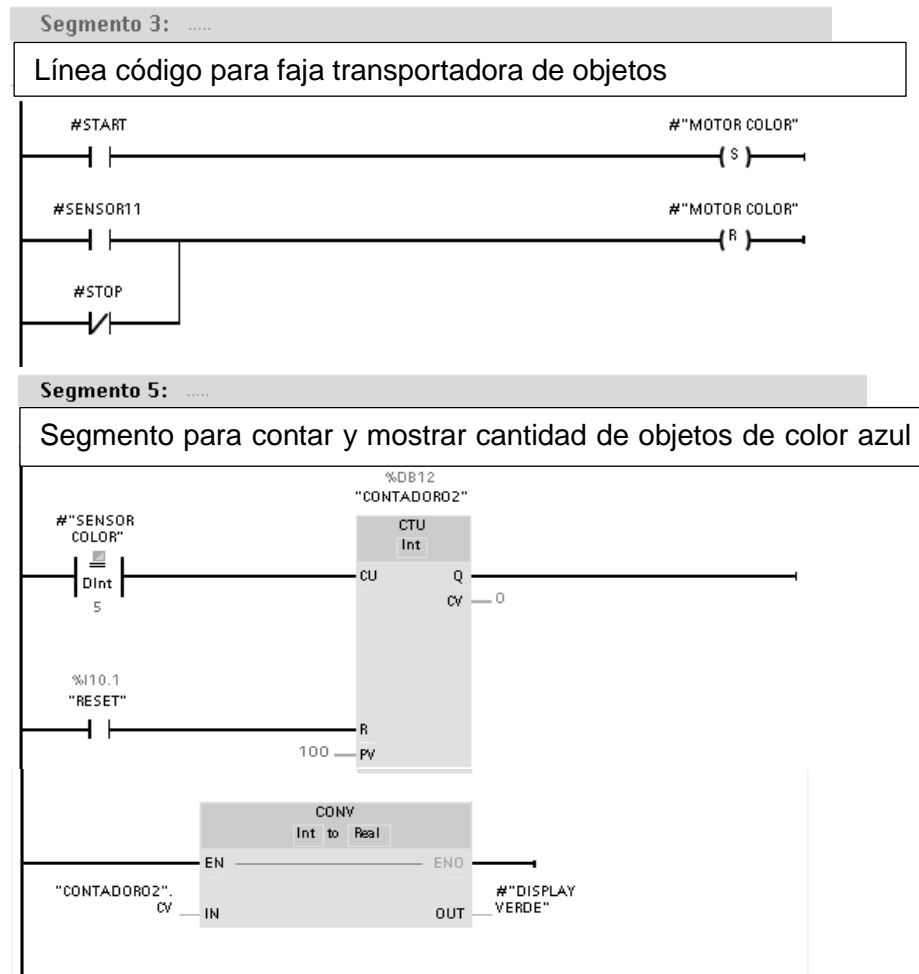 Segmento 3: .....
Línea código para faja transportadora de objetos
#START
#"MOTOR COLOR"
S
#SENSOR11
#"MOTOR COLOR"
R
#STOP
Segmento 5: .....
Segmento para contar y mostrar cantidad de objetos de color azul
%DB12
"CONTADOR02"
#"SENSOR
COLOR"
CTU
Int
DInt
5
CU
Q
CV
0
%I10.1
"RESET"
R
100
PV
CONV
Int to Real
EN
ENO
"CONTADOR02".
CV
IN
OUT
#"DISPLAY
VERDE"